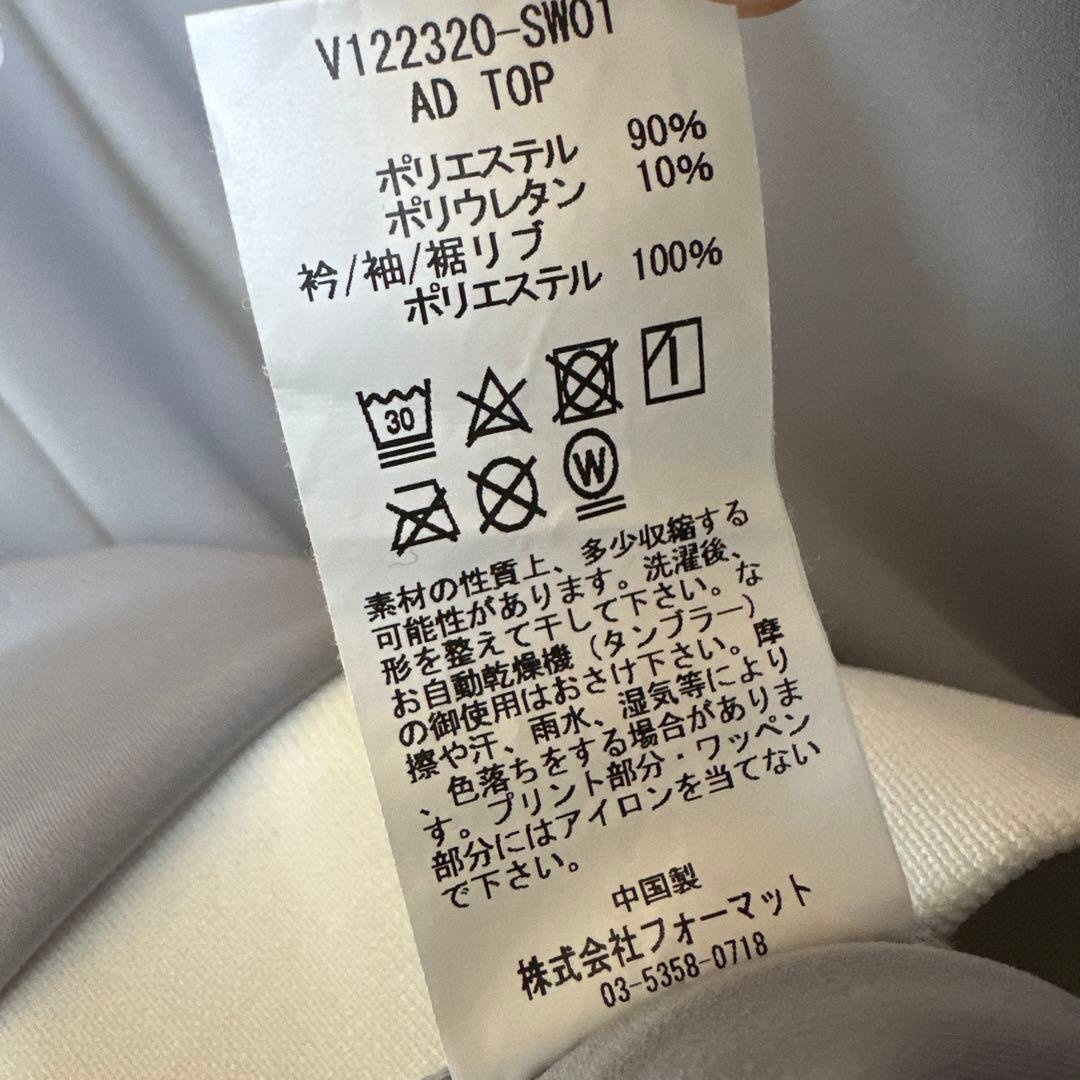 V122320-SW01
AD TOP
ポリエステル 90%
ポリウレタン 10%
衿/袖/裾リブ
ポリエステル 100%
30
W
素材の性質上、多少収縮する
可能性があります。洗濯後、
形を整えて干して下さい。な
お自動乾燥機（タンブラー）
の御使用はおさけ下さい。摩
擦や汗、雨水、湿気等により
、色落ちをする場合がありま
す。プリント部分・ワッペン
部分にはアイロンを当てない
で下さい。
中国製
株式会社フォーマット
03-5358-0718